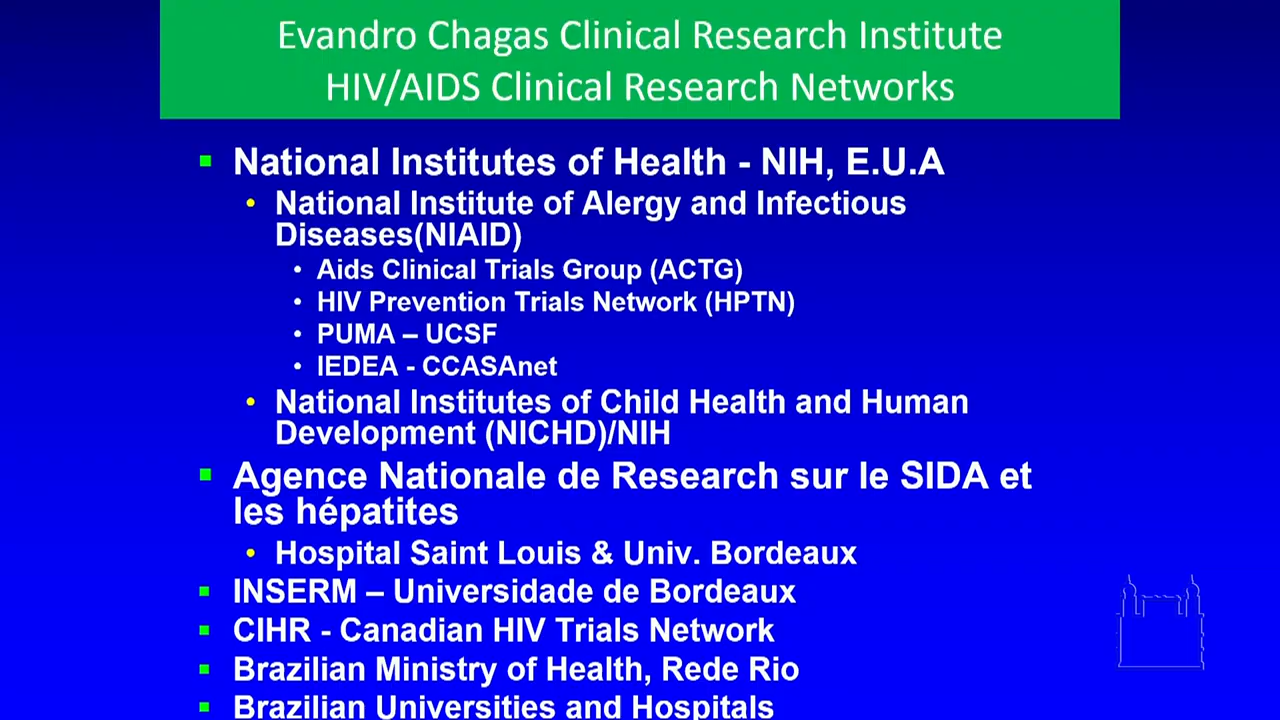 Evandro Chagas Clinical Research Institute
HIV/AIDS Clinical Research Networks
▪ National Institutes of Health - NIH, E.U.A
• National Institute of Alergy and Infectious
Diseases(NIAID)
• Aids Clinical Trials Group (ACTG)
• HIV Prevention Trials Network (HPTN)
• PUMA – UCSF
• IEDEA - CCASAnet
• National Institutes of Child Health and Human
Development (NICHD)/NIH
▪ Agence Nationale de Research sur le SIDA et
les hépatites
• Hospital Saint Louis & Univ. Bordeaux
▪ INSERM – Universidade de Bordeaux
▪ CIHR - Canadian HIV Trials Network
▪ Brazilian Ministry of Health, Rede Rio
▪ Brazilian Universities and Hospitals